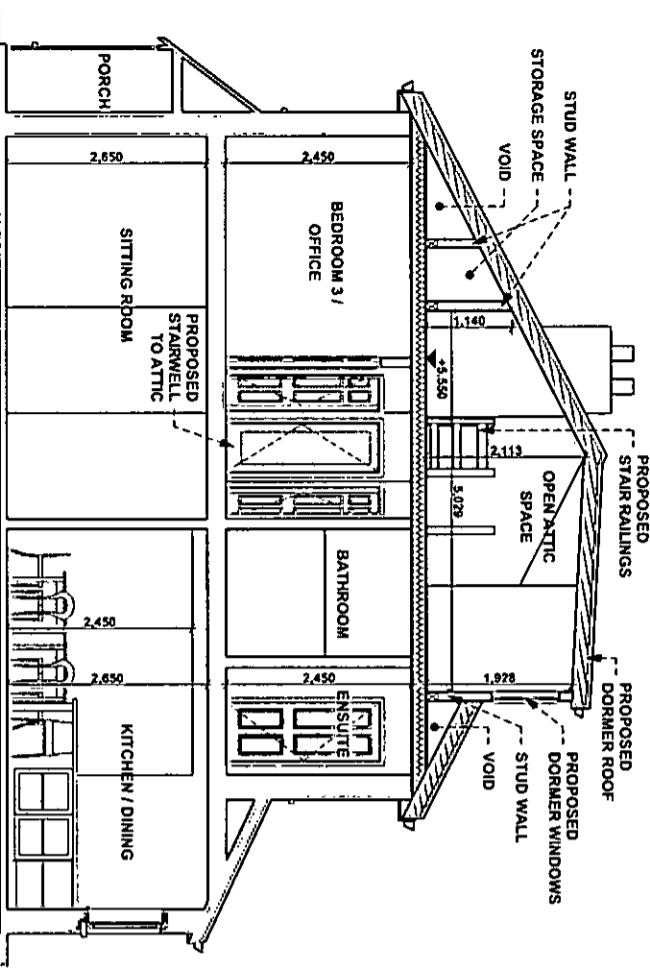 STUD WALL
STORAGE SPACE
VOID
PROPOSED
STAIR RAILINGS
PROPOSED
DORMER ROOF
PROPOSED
DORMER WINDOWS
STUD WALL
VOID
1,140
+5,550
2,113
5,029
OPEN ATTIC
SPACE
1,928
PORCH
2,450
BEDROOM 3 /
OFFICE
BATHROOM
2,450
ENSUITE
2,650
SITTING ROOM
PROPOSED
STAIRWELL
TO ATTIC
2,450
2,650
KITCHEN / DINING